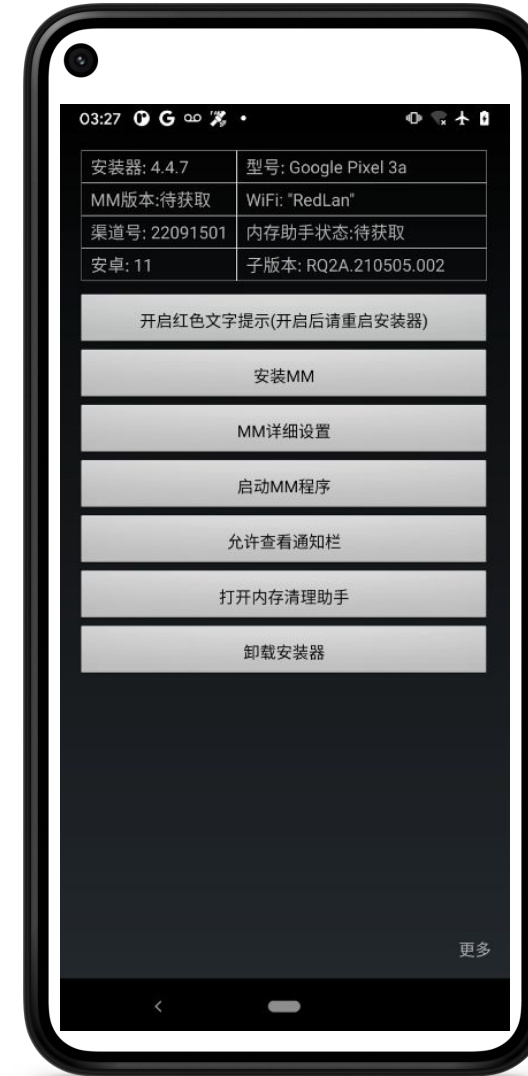 03:27
安装器: 4.4.7 型号: Google Pixel 3a
MM版本:待获取 WiFi: "RedLan"
渠道号: 22091501 内存助手状态:待获取
安卓: 11 子版本: RQ2A.210505.002
开启红色文字提示(开启后请重启安装器)
安装MM
MM详细设置
启动MM程序
允许查看通知栏
打开内存清理助手
卸载安装器
更多